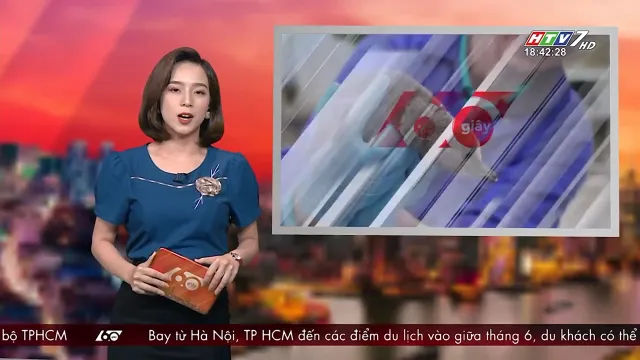 HTV7 HD
18:42:28
60 giây
bộ TPHCM 60 Bay từ Hà Nội, TP HCM đến các điểm du lịch vào giữa tháng 6, du khách có thể